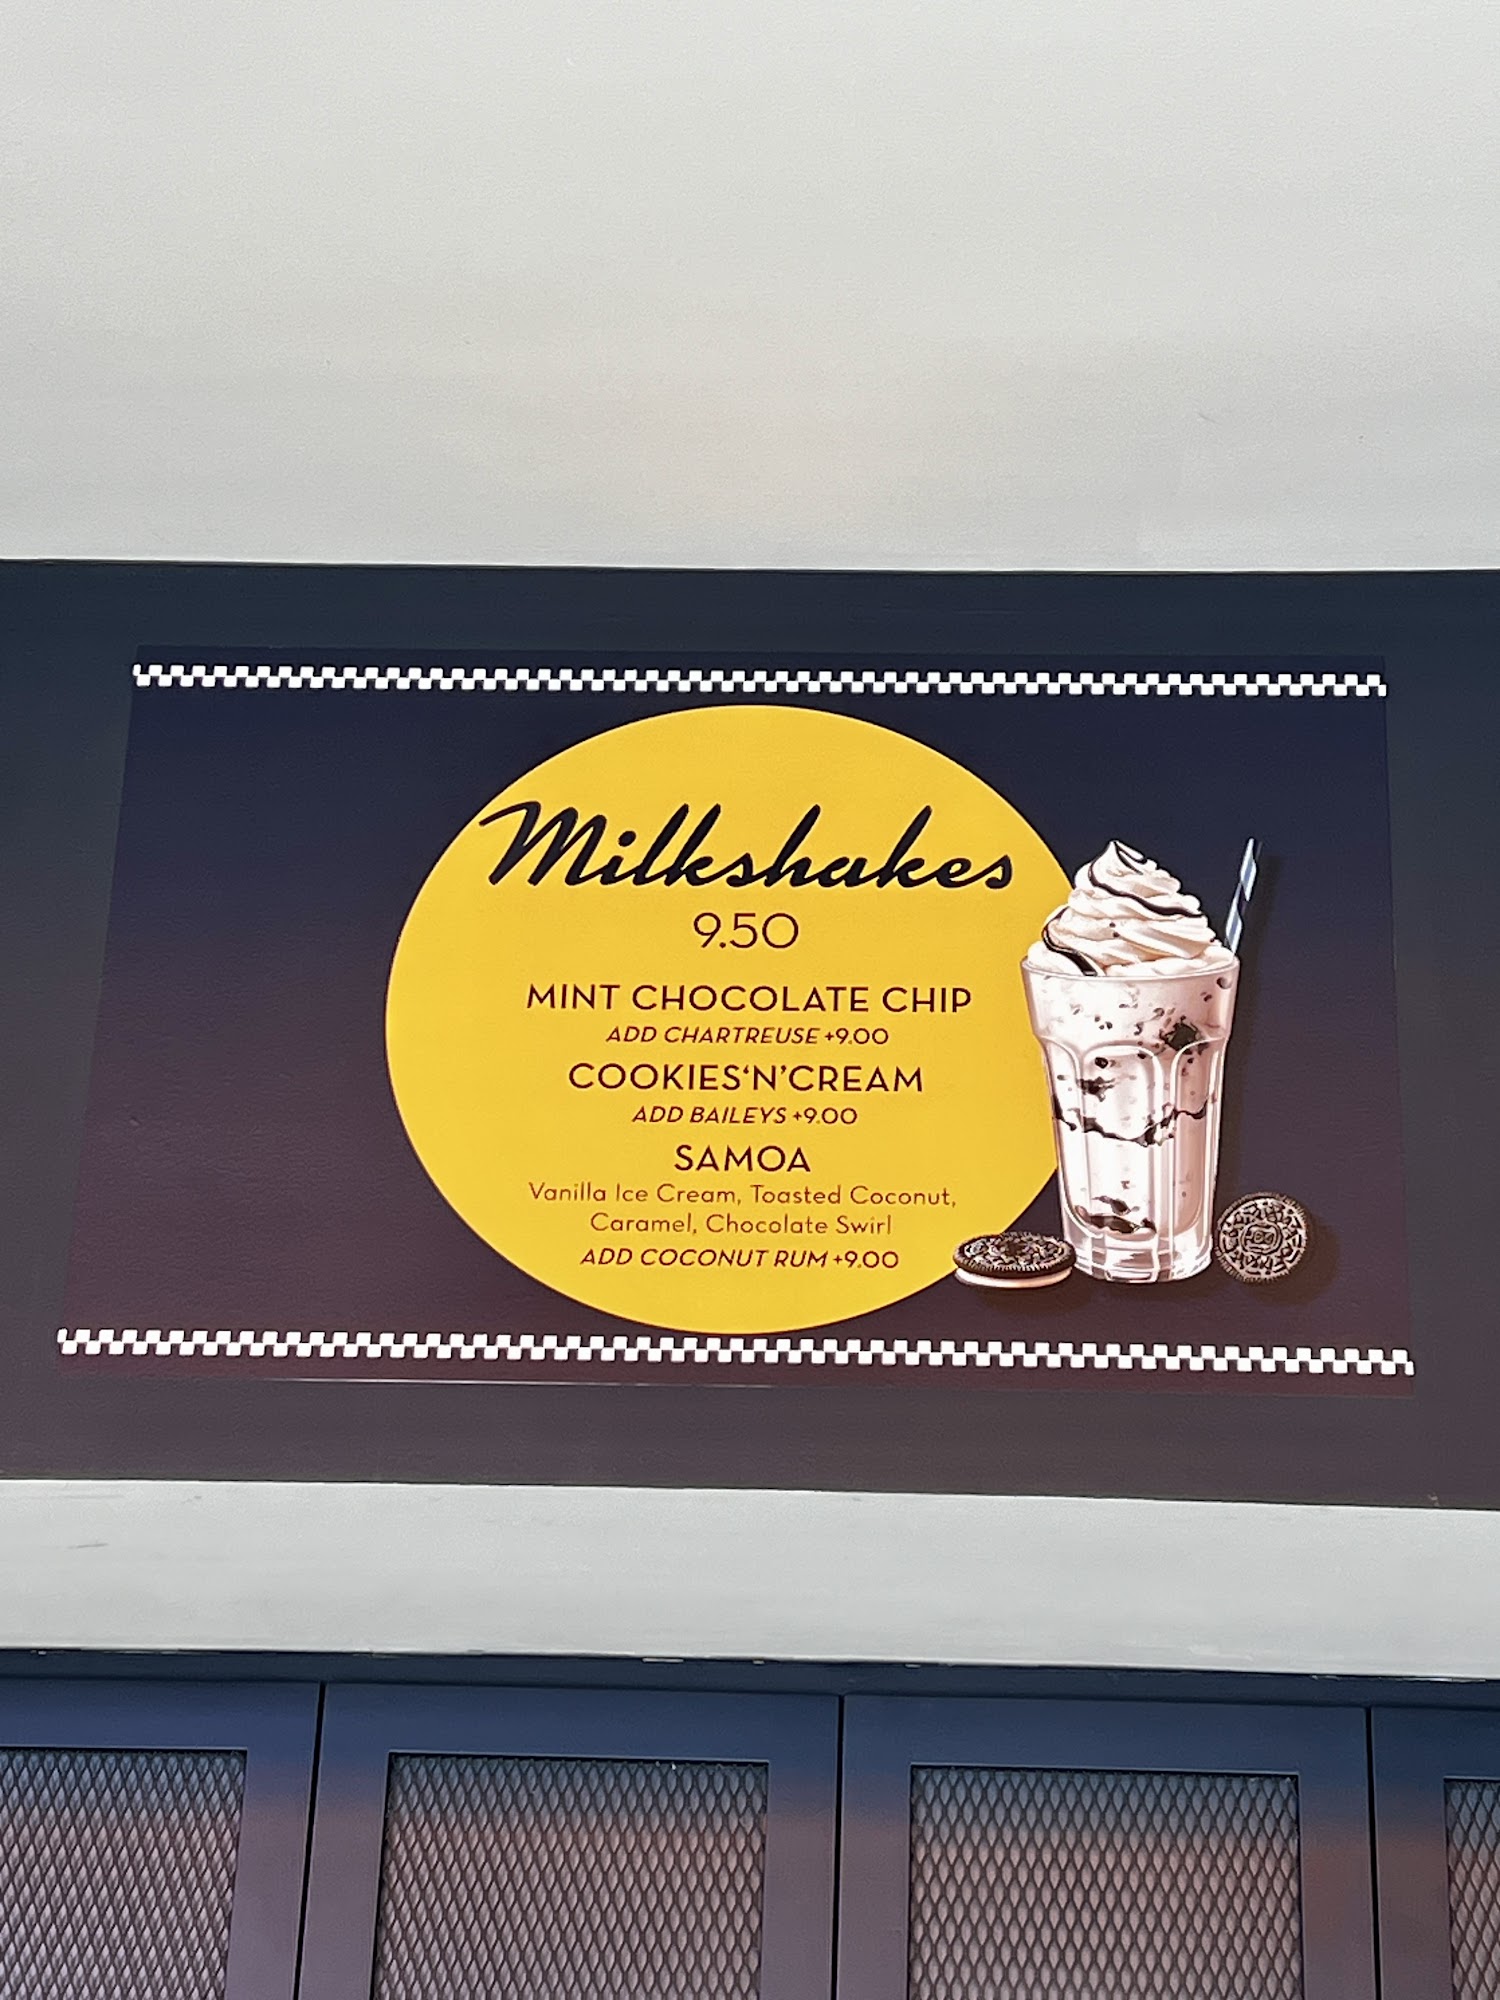 Milkshakes
9.50
MINT CHOCOLATE CHIP
ADD CHARTREUSE +9.00
COOKIES‘N’CREAM
ADD BAILEYS +9.00
SAMOA
Vanilla Ice Cream, Toasted Coconut,
Caramel, Chocolate Swirl
ADD COCONUT RUM +9.00